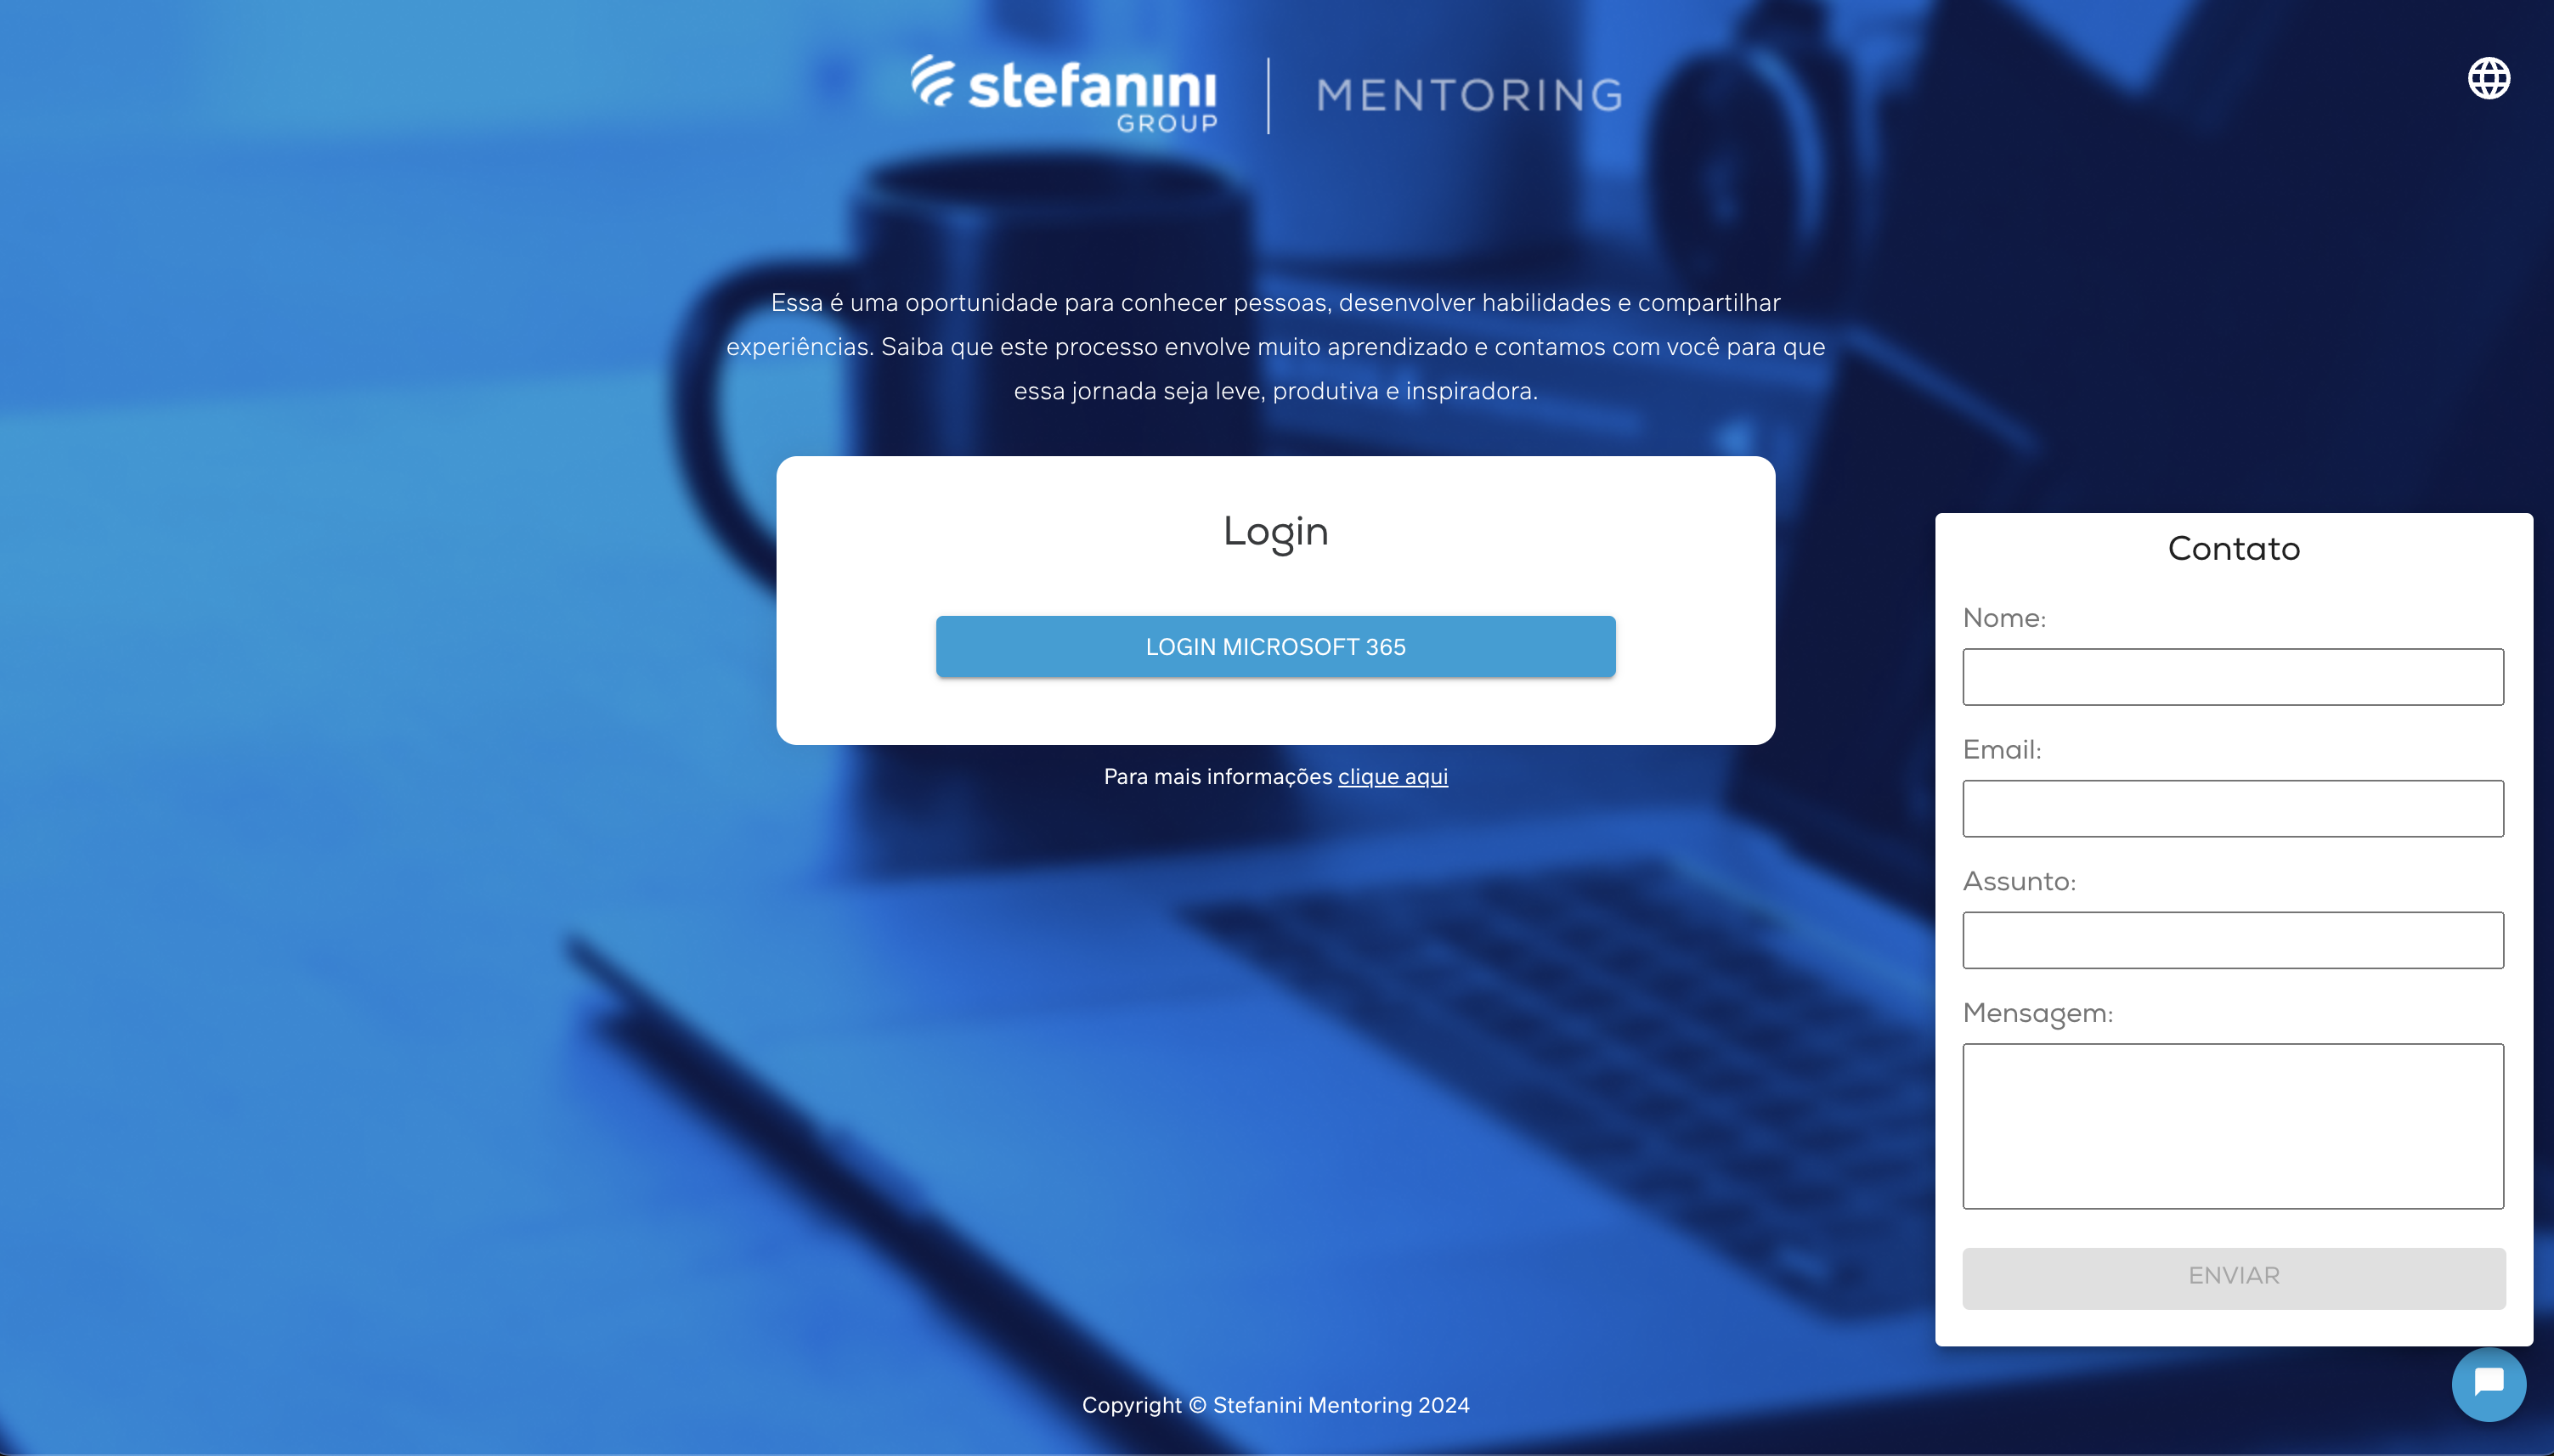 stefanini
GROUP
MENTORING
Essa é uma oportunidade para conhecer pessoas, desenvolver habilidades e compartilhar
experiências. Saiba que este processo envolve muito aprendizado e contamos com você para que
essa jornada seja leve, produtiva e inspiradora.
Login
LOGIN MICROSOFT 365
Para mais informações clique aqui
Contato
Nome:
Email:
Assunto:
Mensagem:
ENVIAR
Copyright © Stefanini Mentoring 2024